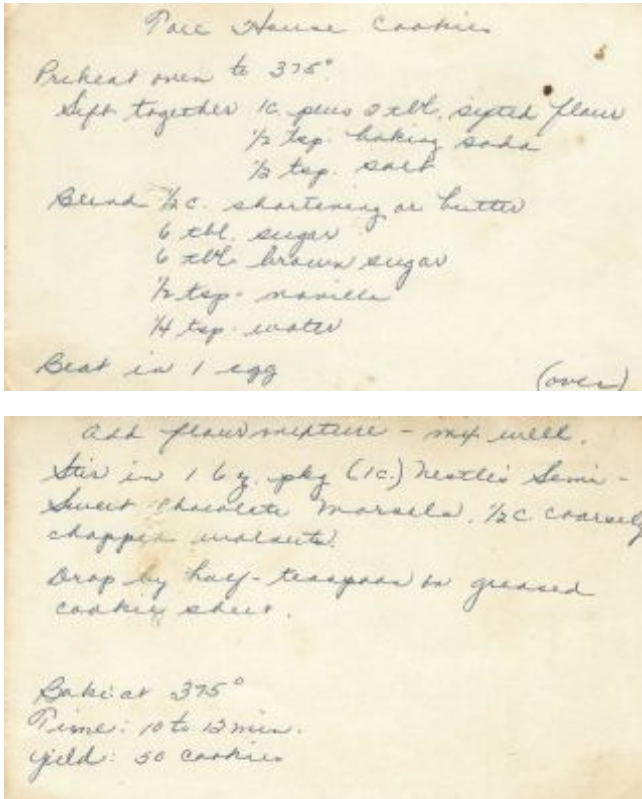 Toll House Cookies
Preheat oven to 375°
Sift together 1c. plus 2 tbl. sifted flour
1/2 tsp. baking soda
1/2 tsp. salt
Blend 1/2 c. shortening or butter
6 tbl. sugar
6 tbl. brown sugar
1/2 tsp. vanilla
1/4 tsp. water
Beat in 1 egg (over)
add flour mixture - mix well.
Stir in 1 6 z. pkg (1c.) Nestle's Semi-
Sweet Chocolate Morsels, 1/2 c. coarsely
chopped walnuts.
Drop by half-teaspoon on greased
cookie sheet.
Bake at 375°
Time: 10 to 12 min.
Yield: 50 cookies